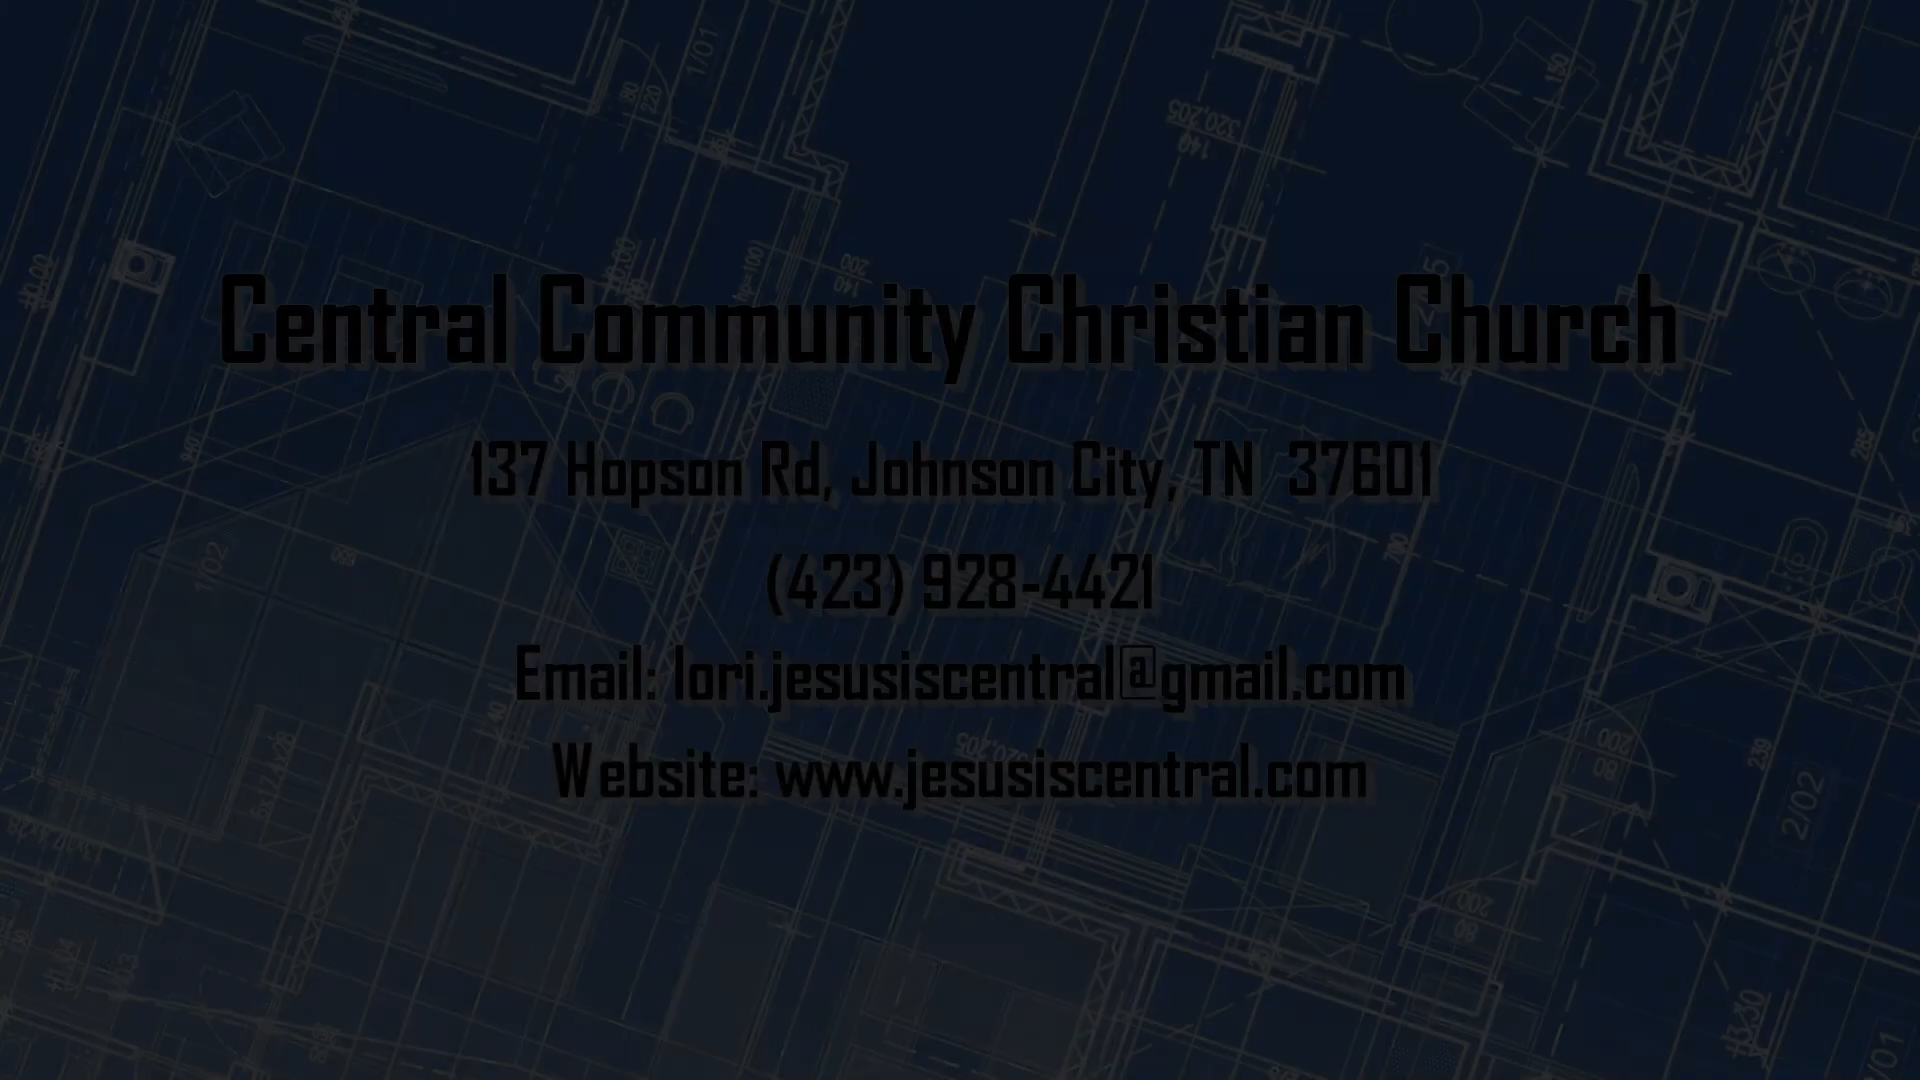 Central Community Christian Church
137 Hopson Rd, Johnson City, TN  37601
(423) 928-4421
Email: lori.jesusiscentral@gmail.com
Website: www.jesusiscentral.com